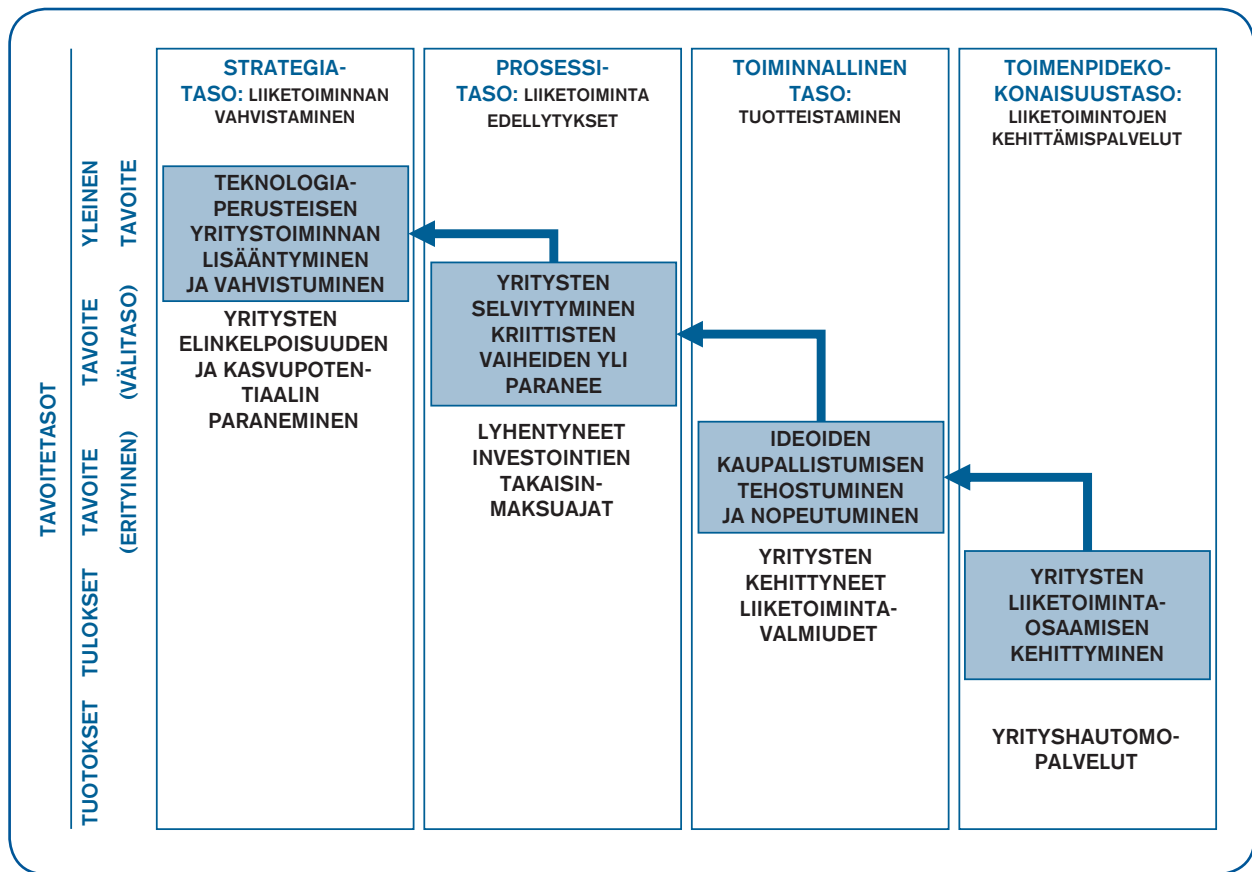 TAVOITETASOT
YLEINEN
TAVOITE
TAVOITE
(VÄLITASO)
TAVOITE
(ERITYINEN)
TULOKSET
TUOTOKSET
STRATEGIA-
TASO: LIIKETOIMINNAN
VAHVISTAMINEN
TEKNOLOGIA-
PERUSTEISEN
YRITYSTOIMINNAN
LISÄÄNTYMINEN
JA VAHVISTUMINEN
YRITYSTEN
ELINKELPOISUUDEN
JA KASVUPOTEN-
TIAALIN
PARANEMINEN
PROSESSI-
TASO: LIIKETOIMINTA
EDELLYTYKSET
YRITYSTEN
SELVIYTYMINEN
KRIITTISTEN
VAIHEIDEN YLI
PARANEE
LYHENTYNEET
INVESTOINTIEN
TAKAISIN-
MAKSUAJAT
TOIMINNALLINEN
TASO:
TUOTTEISTAMINEN
IDEOIDEN
KAUPALLISTUMISEN
TEHOSTUMINEN
JA NOPEUTUMINEN
YRITYSTEN
KEHITTYNEET
LIIKETOIMINTA-
VALMIUDET
TOIMENPIDEKO-
KONAISUUSTASO:
LIIKETOIMINTOJEN
KEHITTÄMISPALVELUT
YRITYSTEN
LIIKETOIMINTA-
OSAAMISEN
KEHITTYMINEN
YRITYSHAUTOMO-
PALVELUT